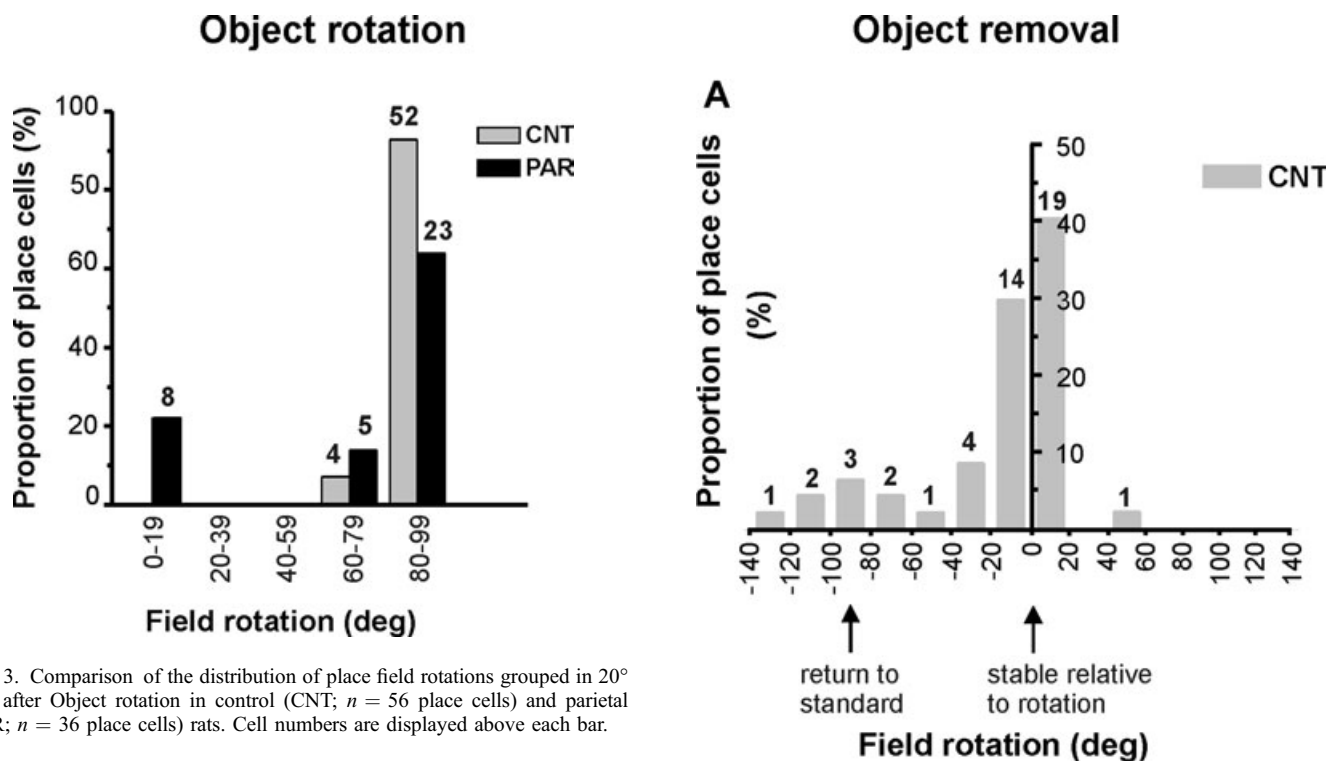 Object rotation
Proportion of place cells (%)
100
50
60
40
20
0
52
23
8
4
5
CNT
PAR
0-19
20-39
40-59
60-79
80-99
Field rotation (deg)
3. Comparison of the distribution of place field rotations grouped in 20°
after Object rotation in control (CNT; n = 56 place cells) and parietal
R; n = 36 place cells) rats. Cell numbers are displayed above each bar.
Object removal
A
Proportion of place cells
(%)
50
40
30
20
10
CNT
19
14
4
3
2
2
1
1
1
-140
-120
-100
-80
-60
-40
-20
0
20
40
60
80
100
120
140
return to
standard
stable relative
to rotation
Field rotation (deg)